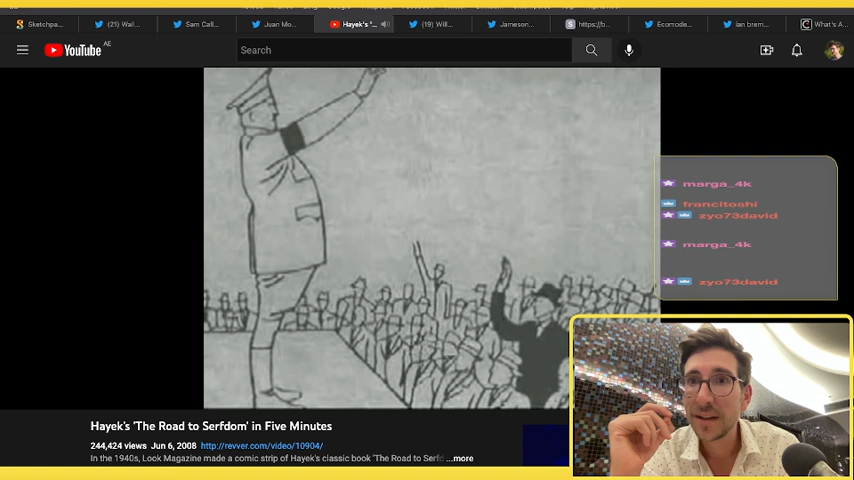 Sketchpa...
(21) Wal...
Sam Call...
Juan Mo...
Hayek's "...
(19) Will...
Jameson...
https://fo...
Ecomode...
ian brem...
What's A...
YouTube AE
Search
marga_4k
francitoshi
zyo73david
marga_4k
zyo73david
Hayek's 'The Road to Serfdom' in Five Minutes
244,424 views Jun 6, 2008 http://revver.com/video/10904/
In the 1940s, Look Magazine made a comic strip of Hayek's classic book 'The Road to Serfd ...more